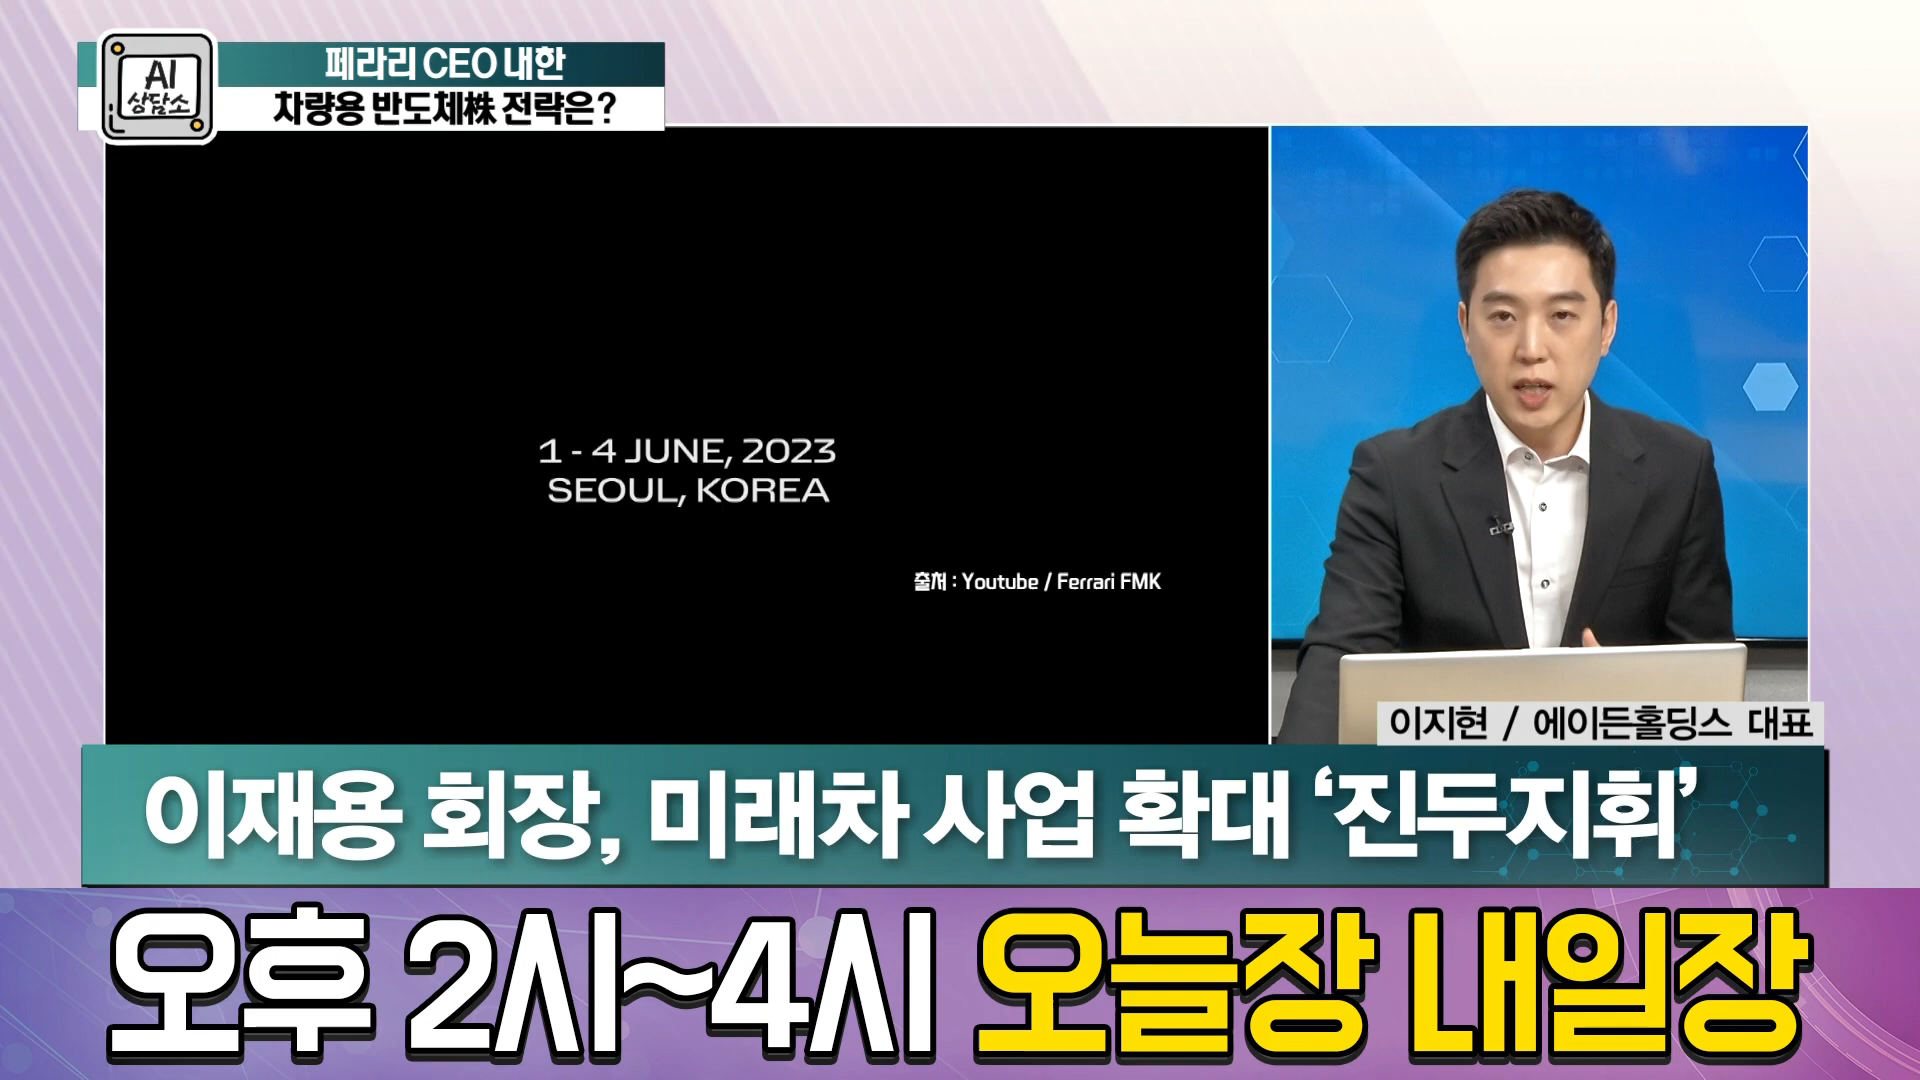 AI
상담소
페라리 CEO 내한
차량용 반도체株 전략은?
1 - 4 JUNE, 2023
SEOUL, KOREA
출처 : Youtube / Ferrari FMK
이지현 / 에이든홀딩스 대표
이재용 회장, 미래차 사업 확대 ‘진두지휘’
오후 2시~4시 오늘장 내일장